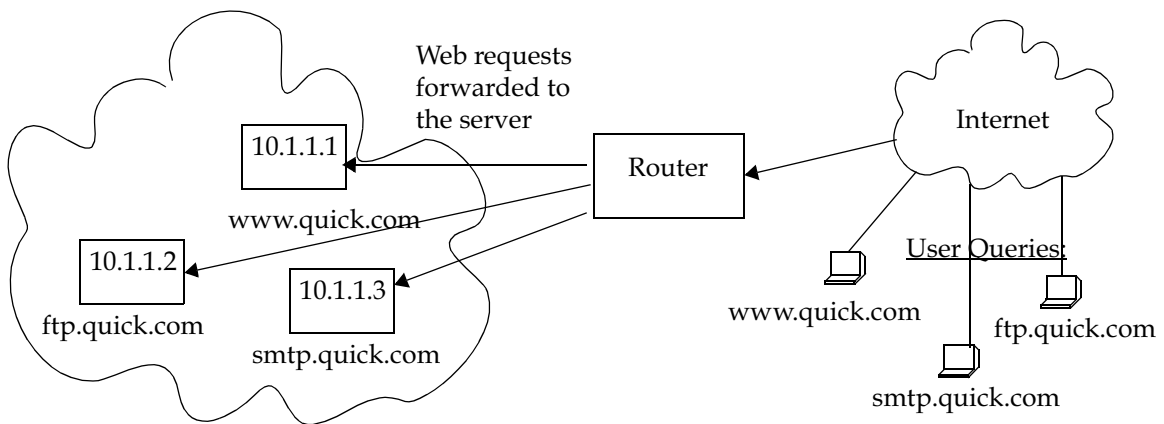 Web requests
forwarded to
the server
10.1.1.1
www.quick.com
10.1.1.2
ftp.quick.com
10.1.1.3
smtp.quick.com
Router
Internet
User Queries:
www.quick.com
ftp.quick.com
smtp.quick.com